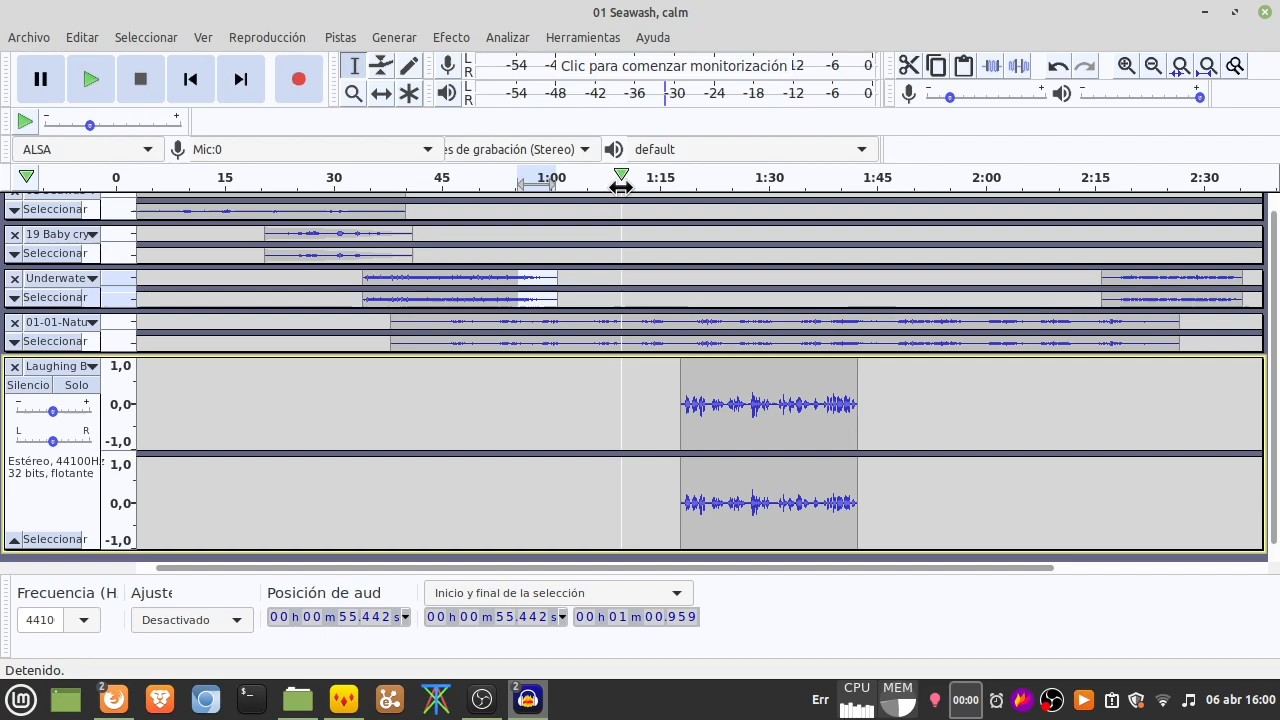 01 Seawash, calm
Archivo Editar Seleccionar Ver Reproducción Pistas Generar Efecto Analizar Herramientas Ayuda
L R -54 -4 Clic para comenzar monitorización 12 -6 0
L R -54 -48 -42 -36 -30 -24 -18 -12 -6 0
- +
- +
- +
ALSA Mic:0 es de grabación (Stereo) default
0 15 30 45 1:00 1:15 1:30 1:45 2:00 2:15 2:30
Seleccionar
19 Baby cry
Seleccionar
Underwate
Seleccionar
01-01-Natu
Seleccionar
Laughing B 1,0
Silencio Solo
- + 0,0
L R -1,0
Estéreo, 44100Hz 1,0
32 bits, flotante
0,0
Seleccionar -1,0
Frecuencia (H Ajuste Posición de aud Inicio y final de la selección
4410 Desactivado 00 h 00 m 55.442 s 00 h 00 m 55.442 s 00 h 01 m 00.959
Detenido.
2 2 Err CPU MEM 00:00 06 abr 16:00